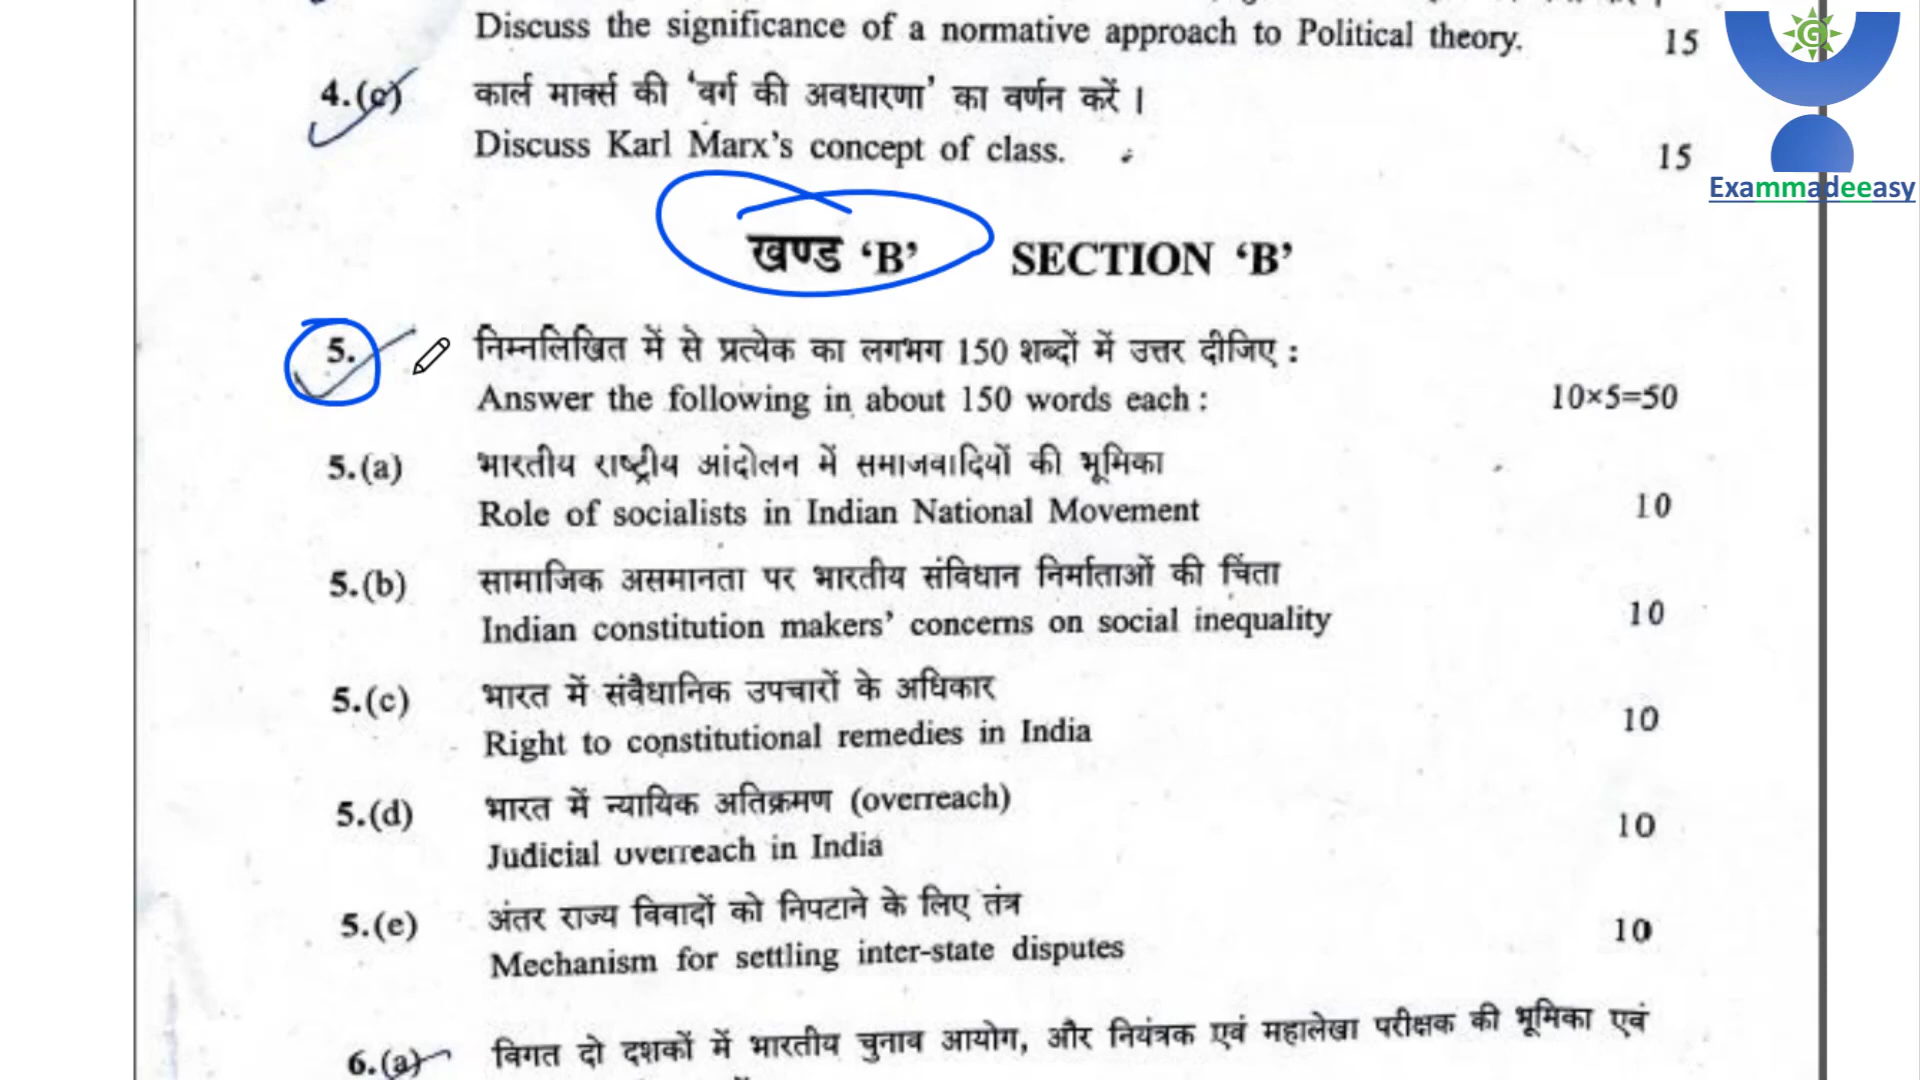 Discuss the significance of a normative approach to Political theory. 15
4.(c) कार्ल मार्क्स की 'वर्ग की अवधारणा' का वर्णन करें ।
Discuss Karl Marx's concept of class. 15
Exammadeeasy
खण्ड 'B' SECTION 'B'
5. निम्नलिखित में से प्रत्येक का लगभग 150 शब्दों में उत्तर दीजिए :
Answer the following in about 150 words each : 10×5=50
5.(a) भारतीय राष्ट्रीय आंदोलन में समाजवादियों की भूमिका
Role of socialists in Indian National Movement 10
5.(b) सामाजिक असमानता पर भारतीय संविधान निर्माताओं की चिंता
Indian constitution makers' concerns on social inequality 10
5.(c) भारत में संवैधानिक उपचारों के अधिकार
Right to constitutional remedies in India 10
5.(d) भारत में न्यायिक अतिक्रमण (overreach)
Judicial overreach in India 10
5.(e) अंतर राज्य विवादों को निपटाने के लिए तंत्र
Mechanism for settling inter-state disputes 10
6.(a) विगत दो दशकों में भारतीय चुनाव आयोग, और नियंत्रक एवं महालेखा परीक्षक की भूमिका एवं